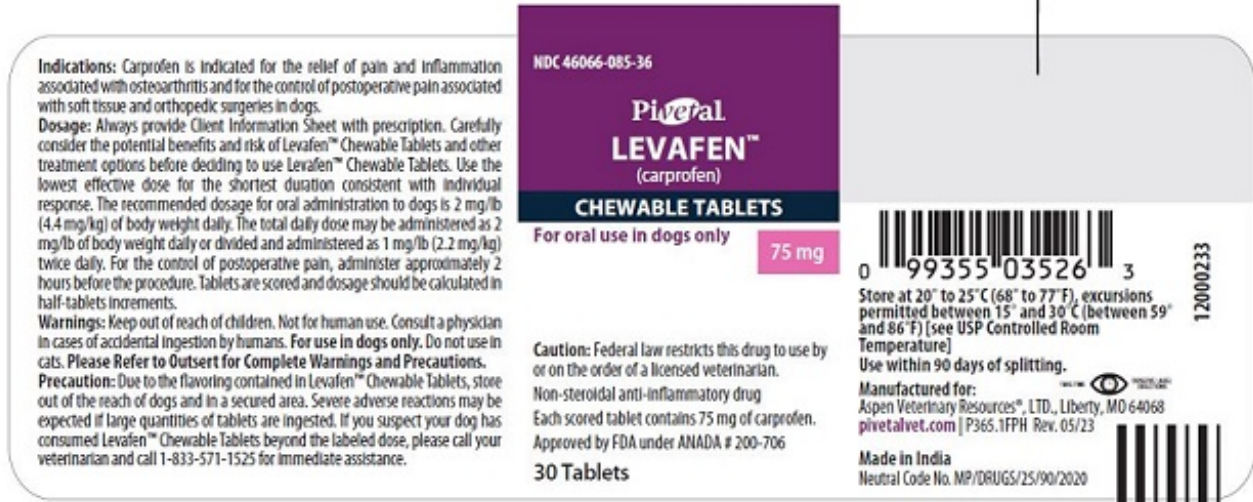 Indications: Carprofen is indicated for the relief of pain and inflammation
associated with osteoarthritis and for the control of postoperative pain associated
with soft tissue and orthopedic surgeries in dogs.
Dosage: Always provide Client Information Sheet with prescription. Carefully
consider the potential benefits and risk of Levafen™ Chewable Tablets and other
treatment options before deciding to use Levafen™ Chewable Tablets. Use the
lowest effective dose for the shortest duration consistent with individual
response. The recommended dosage for oral administration to dogs is 2 mg/lb
(4.4 mg/kg) of body weight daily. The total daily dose may be administered as 2
mg/lb of body weight daily or divided and administered as 1 mg/lb (2.2 mg/kg)
twice daily. For the control of postoperative pain, administer approximately 2
hours before the procedure. Tablets are scored and dosage should be calculated in
half-tablets increments.
Warnings: Keep out of reach of children. Not for human use. Consult a physician
in cases of accidental ingestion by humans. For use in dogs only. Do not use in
cats. Please Refer to Outsert for Complete Warnings and Precautions.
Precaution: Due to the flavoring contained in Levafen™ Chewable Tablets, store
out of the reach of dogs and in a secured area. Severe adverse reactions may be
expected if large quantities of tablets are ingested. If you suspect your dog has
consumed Levafen™ Chewable Tablets beyond the labeled dose, please call your
veterinarian and call 1-833-571-1525 for immediate assistance.
NDC 46066-085-36
Pivetal
LEVAFEN™
(carprofen)
CHEWABLE TABLETS
For oral use in dogs only
75 mg
Caution: Federal law restricts this drug to use by
or on the order of a licensed veterinarian.
Non-steroidal anti-inflammatory drug
Each scored tablet contains 75 mg of carprofen.
Approved by FDA under ANADA # 200-706
30 Tablets
0 99355 03526 3
12000233
Store at 20° to 25°C (68° to 77°F), excursions
permitted between 15° and 30°C (between 59°
and 86°F) [see USP Controlled Room
Temperature]
Use within 90 days of splitting.
Manufactured for:
Aspen Veterinary Resources®, LTD., Liberty, MO 64068
pivetalvet.com | P365.1FPH Rev. 05/23
Made in India
Neutral Code No. MP/DRUGS/25/90/2020